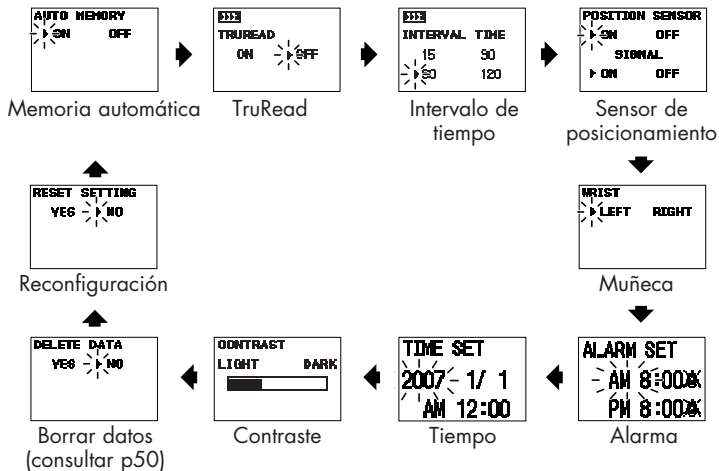 AUTO MEMORY
ON OFF
Memoria automática
TRUREAD
ON OFF
TruRead
INTERVAL TIME
15 30
60 120
Intervalo de
tiempo
POSITION SENSOR
ON OFF
SIGNAL
ON OFF
Sensor de
posicionamiento
WRIST
LEFT RIGHT
Muñeca
ALARM SET
AM 8:00
PM 8:00
Alarma
TIME SET
2007 1/ 1
AM 12:00
Tiempo
CONTRAST
LIGHT DARK
Contraste
DELETE DATA
YES NO
Borrar datos
(consultar p50)
RESET SETTING
YES NO
Reconfiguración